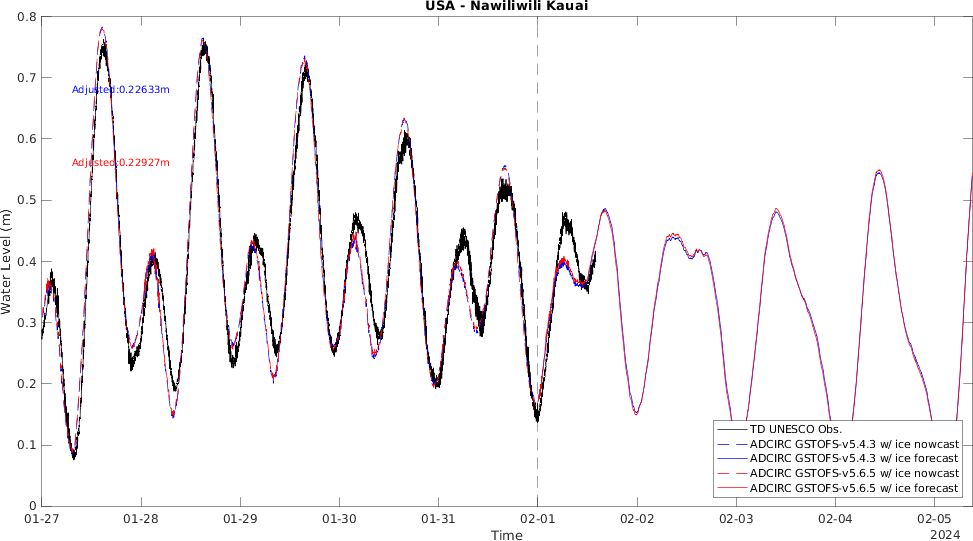 USA - Nawiliwili Kauai
0.8
0.7
0.6
0.5
0.4
0.3
0.2
0.1
0
Water Level (m)
Adjusted:0.22633m
Adjusted:0.22927m
TD UNESCO Obs.
ADCIRC GSTOFS-v5.4.3 w/ ice nowcast
ADCIRC GSTOFS-v5.4.3 w/ ice forecast
ADCIRC GSTOFS-v5.6.5 w/ ice nowcast
ADCIRC GSTOFS-v5.6.5 w/ ice forecast
01-27 01-28 01-29 01-30 01-31 02-01 02-02 02-03 02-04 02-05
Time
2024